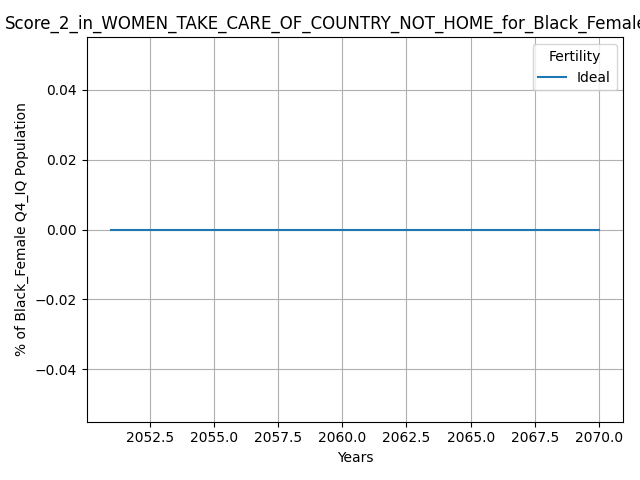 Score_2_in_WOMEN_TAKE_CARE_OF_COUNTRY_NOT_HOME_for_Black_Female
Fertility
Ideal
0.04
0.02
0.00
−0.02
−0.04
% of Black_Female Q4_IQ Population
2052.5 2055.0 2057.5 2060.0 2062.5 2065.0 2067.5 2070.0
Years